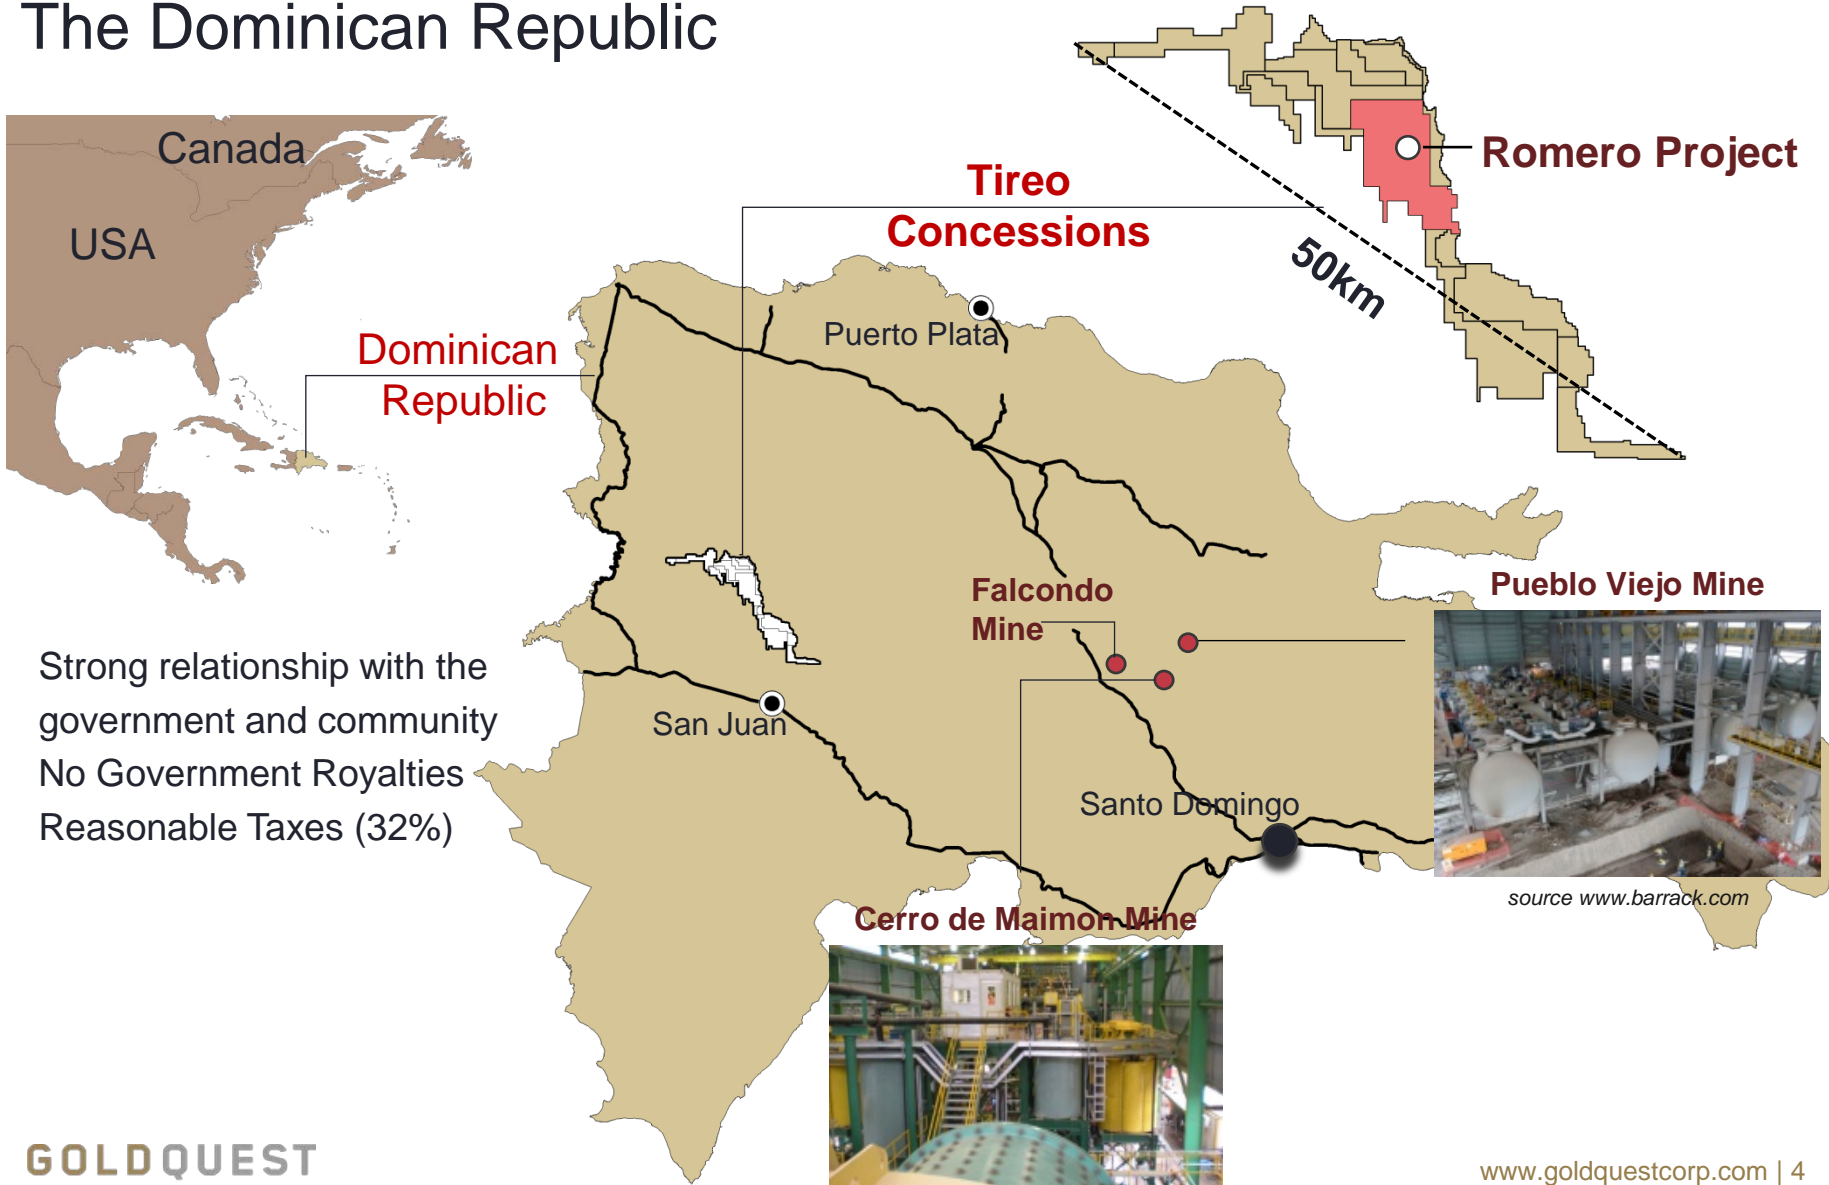 The Dominican Republic
Canada
USA
Dominican
Republic
Tireo
Concessions
Romero Project
50km
Puerto Plata
Falcondo
Mine
Pueblo Viejo Mine
San Juan
Santo Domingo
Strong relationship with the
government and community
No Government Royalties
Reasonable Taxes (32%)
source www.barrack.com
Cerro de Maimon Mine
GOLDQUEST
www.goldquestcorp.com | 4